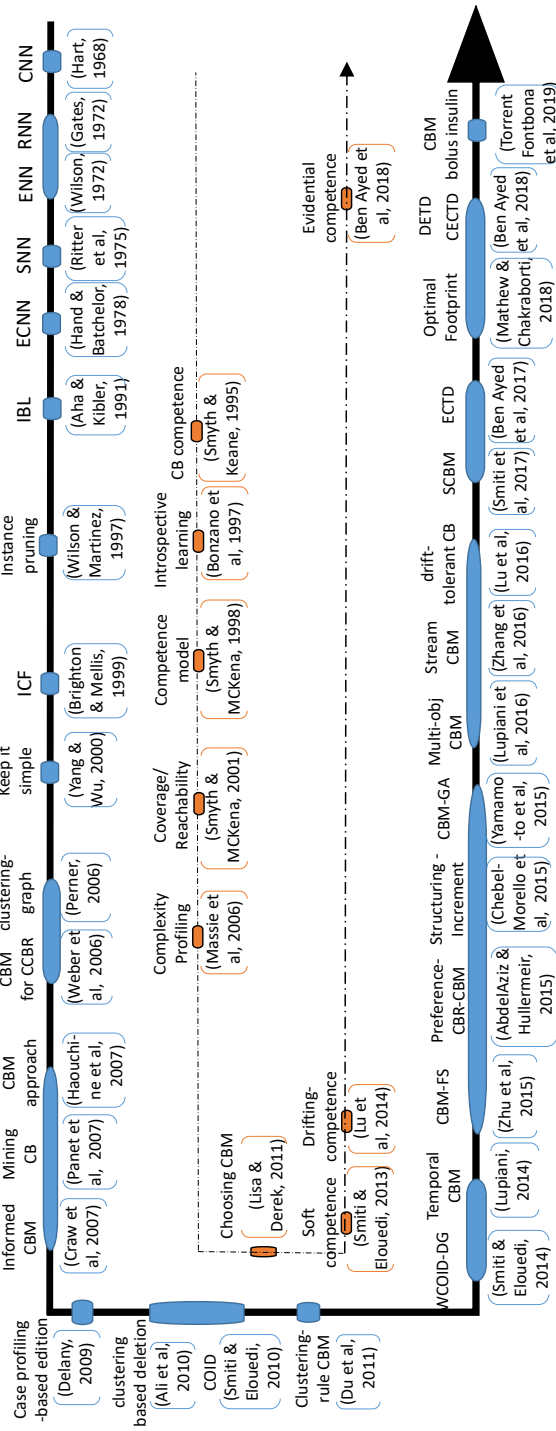 Informed
CBM
(Craw et
al, 2007)
Mining
CB
(Pan et
al, 2007)
CBM
approach
(Haouchi-
ne et al,
2007)
CBM
for CCBR
(Weber et
al, 2006)
clustering-
graph
(Perner,
2006)
Keep it
simple
(Yang &
Wu, 2000)
ICF
(Brighton
& Mellis,
1999)
Instance
pruning
(Wilson &
Martinez,
1997)
IBL
(Aha &
Kibler,
1991)
ECNN
(Hand &
Batchelor,
1978)
SNN
(Ritter
et al,
1975)
ENN
(Wilson,
1972)
RNN
(Gates,
1972)
CNN
(Hart,
1968)
Case profiling
-based edition
(Delany,
2009)
clustering
based deletion
(Ali et al,
2010)
COID
(Smiti &
Elouedi,
2010)
Clustering-
rule CBM
(Du et al,
2011)
Complexity
Profiling
(Massie et
al, 2006)
Coverage/
Reachability
(Smyth &
MCKena, 2001)
Competence
model
(Smyth &
MCKena, 1998)
Introspective
learning
(Bonzano et
al, 1997)
CB competence
(Smyth &
Keane, 1995)
Choosing CBM
(Lisa &
Derek, 2011)
Soft
competence
(Smiti &
Elouedi, 2013)
Drifting-
competence
(Lu et
al, 2014)
Evidential
competence
(Ben Ayed et
al, 2018)
WCOID-DG
(Smiti &
Elouedi,
2014)
Temporal
CBM
(Lupiani,
2014)
CBM-FS
(Zhu et al,
2015)
Preference-
CBR-CBM
(AbdelAziz &
Hullermeir,
2015)
Structuring -
Increment
(Chebel-
Morello et
al, 2015)
CBM-GA
(Yamamo
-to et al,
2015)
Multi-obj
CBM
(Lupiani et
al, 2016)
Stream
CBM
(Zhang et
al, 2016)
drift-
tolerant CB
(Lu et al,
2016)
SCBM
(Smiti et
al, 2017)
ECTD
(Ben Ayed
et al, 2017)
Optimal
Footprint
(Mathew &
Chakraborti,
2018)
DETD
CECTD
(Ben Ayed
et al, 2018)
CBM
bolus insulin
(Torrent
Fontbona
et al, 2019)